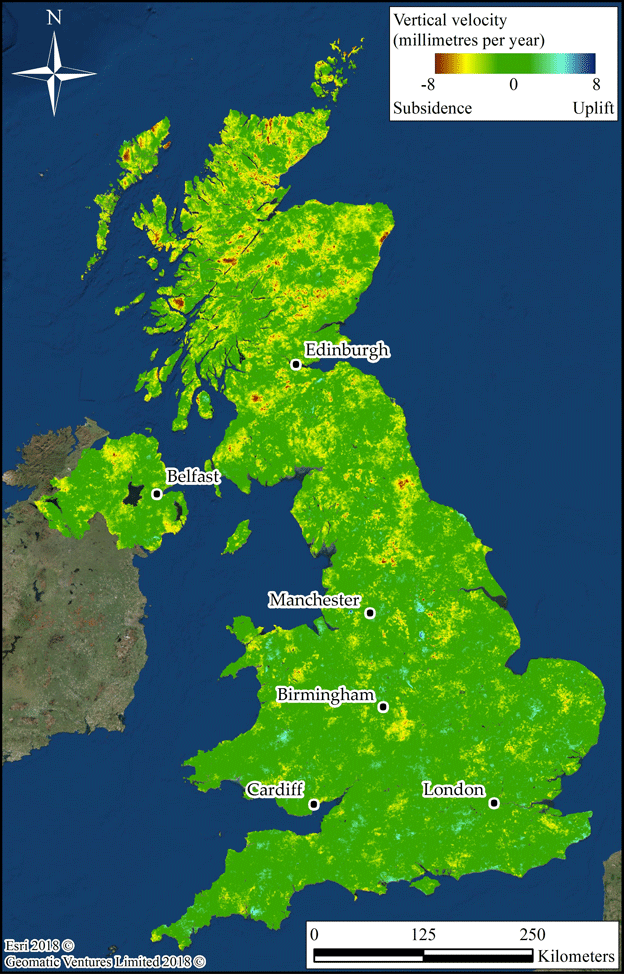 N
Vertical velocity
(millimetres per year)
-8 0 8
Subsidence Uplift
Edinburgh
Belfast
Manchester
Birmingham
Cardiff
London
0 125 250
Kilometers
Esri 2018 ©
Geomatic Ventures Limited 2018 ©